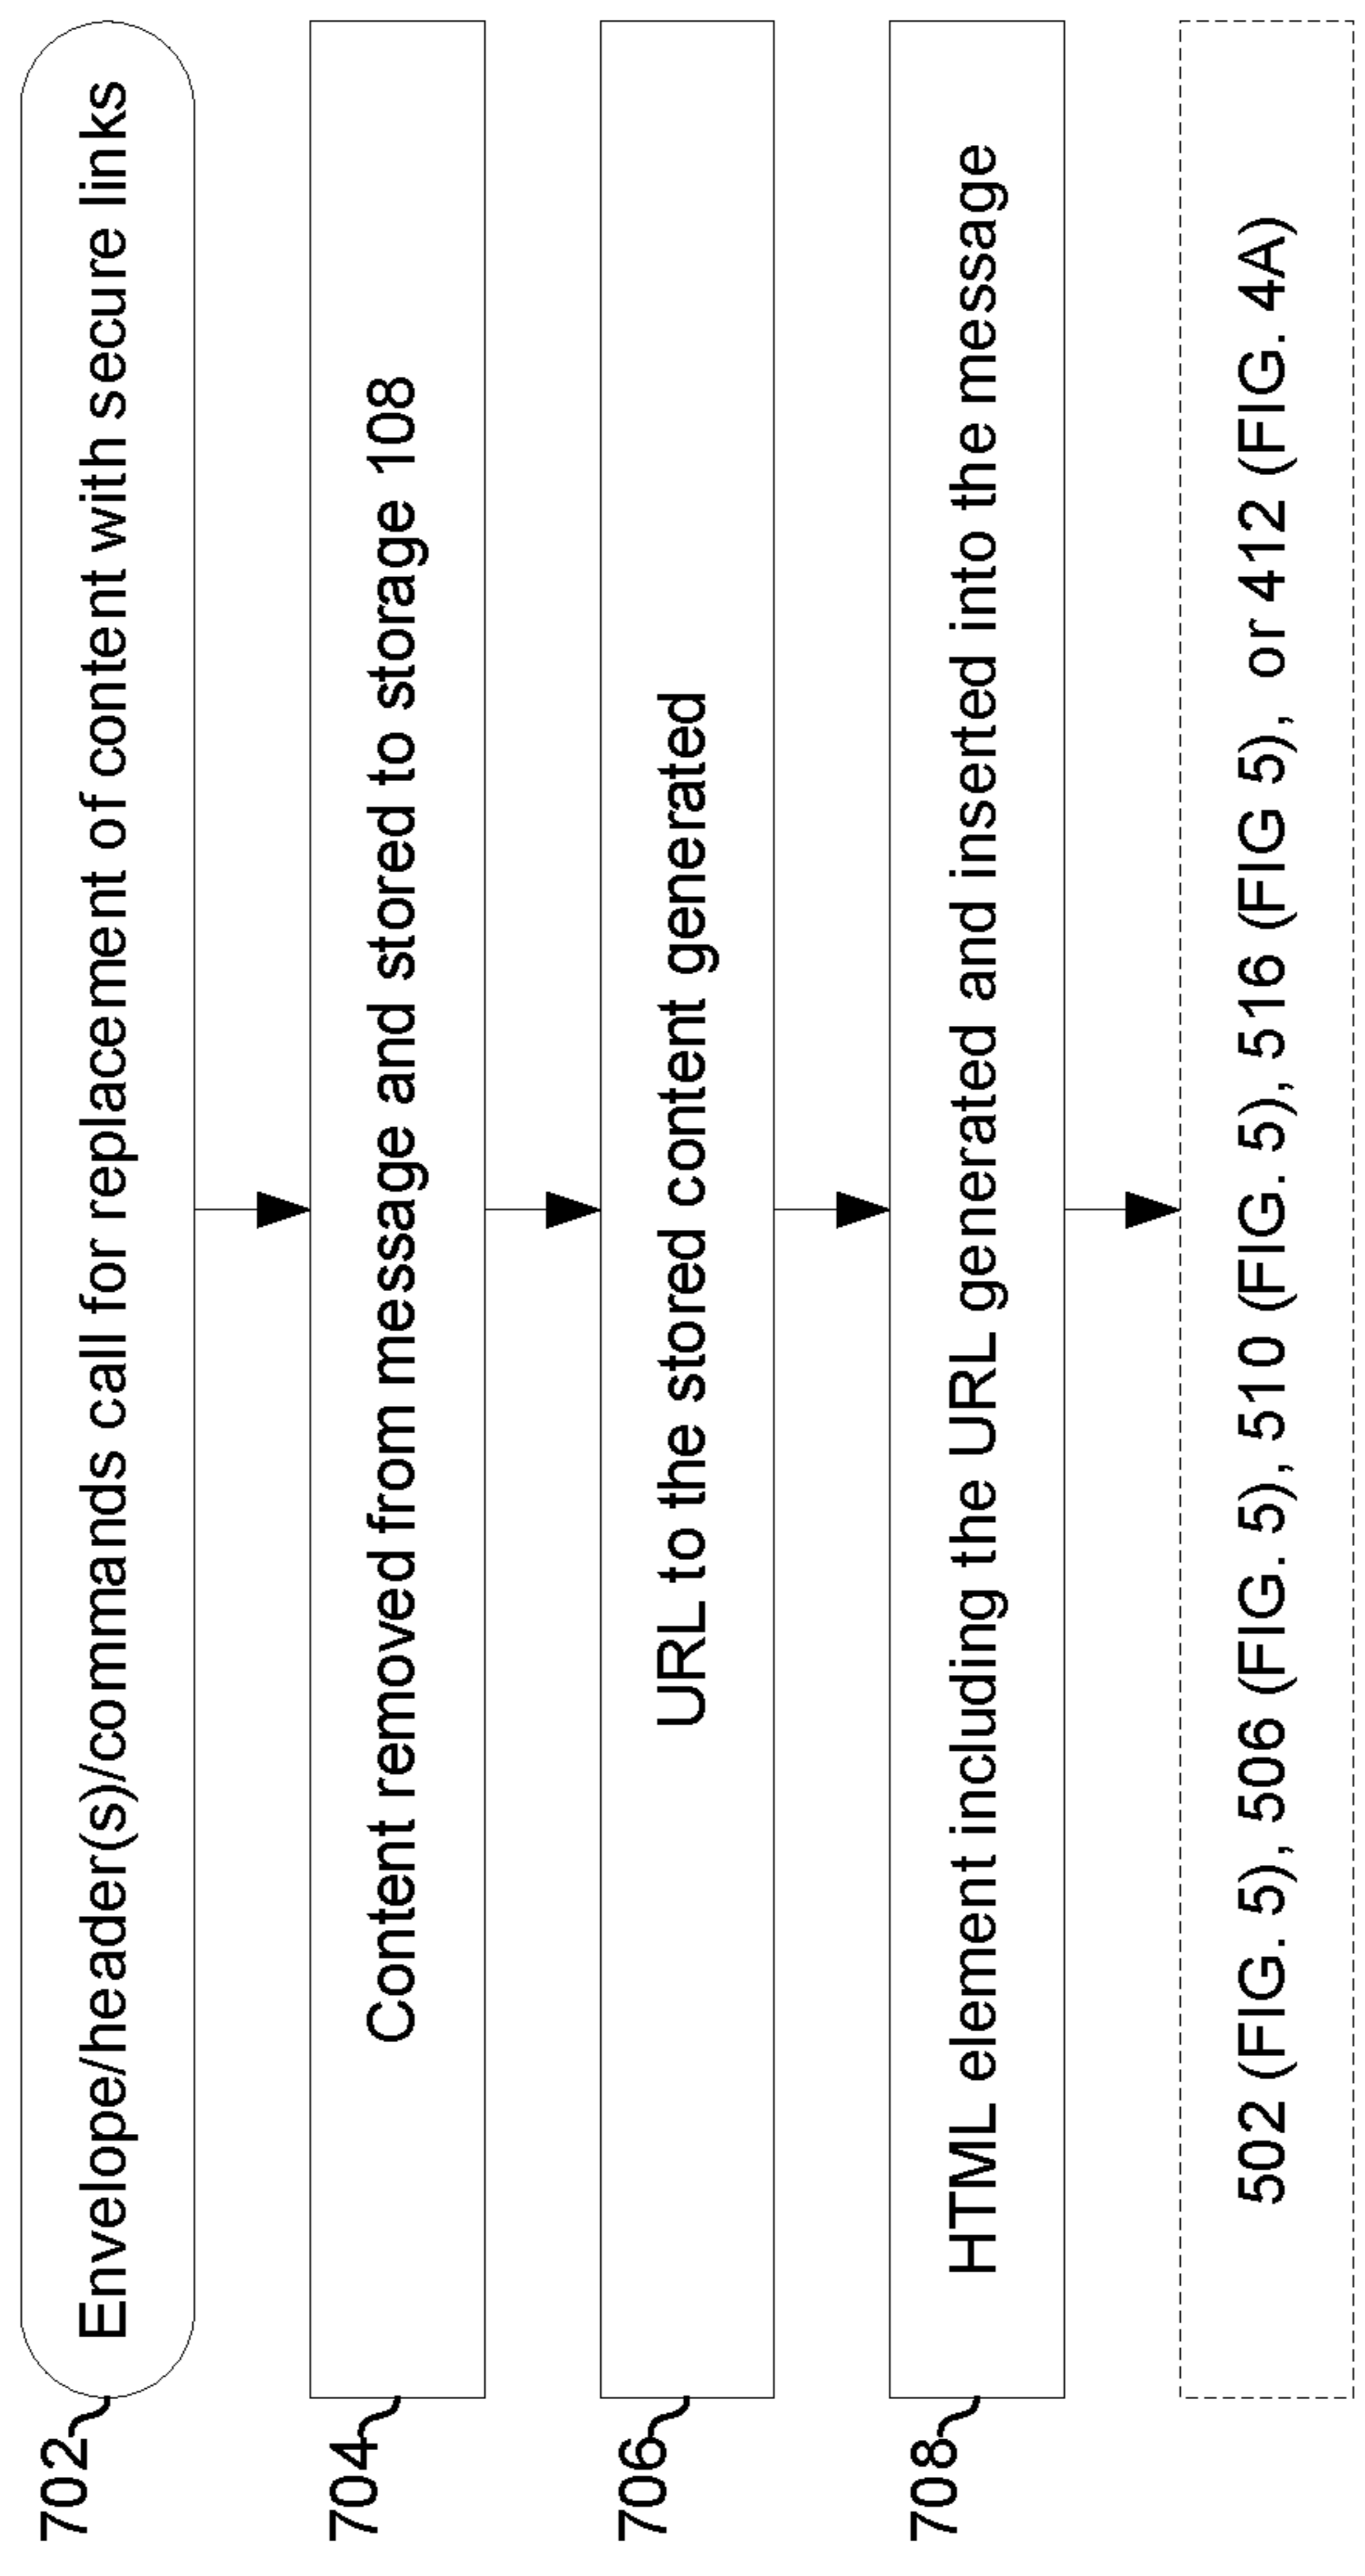 702
Envelope/header(s)/commands call for replacement of content with secure links
704
Content removed from message and stored to storage 108
706
URL to the stored content generated
708
HTML element including the URL generated and inserted into the message
502 (FIG. 5), 506 (FIG. 5), 510 (FIG. 5), 516 (FIG 5), or 412 (FIG. 4A)